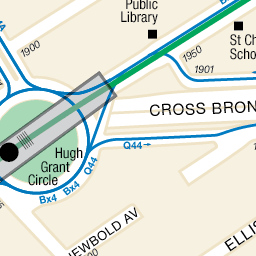 Public
Library
1900
1950
St Ch
Scho
1901
CROSS BRON
Q44→
Hugh
Grant
Circle
Q44
Bx4
Bx4
NEWBOLD AV
ELLIS